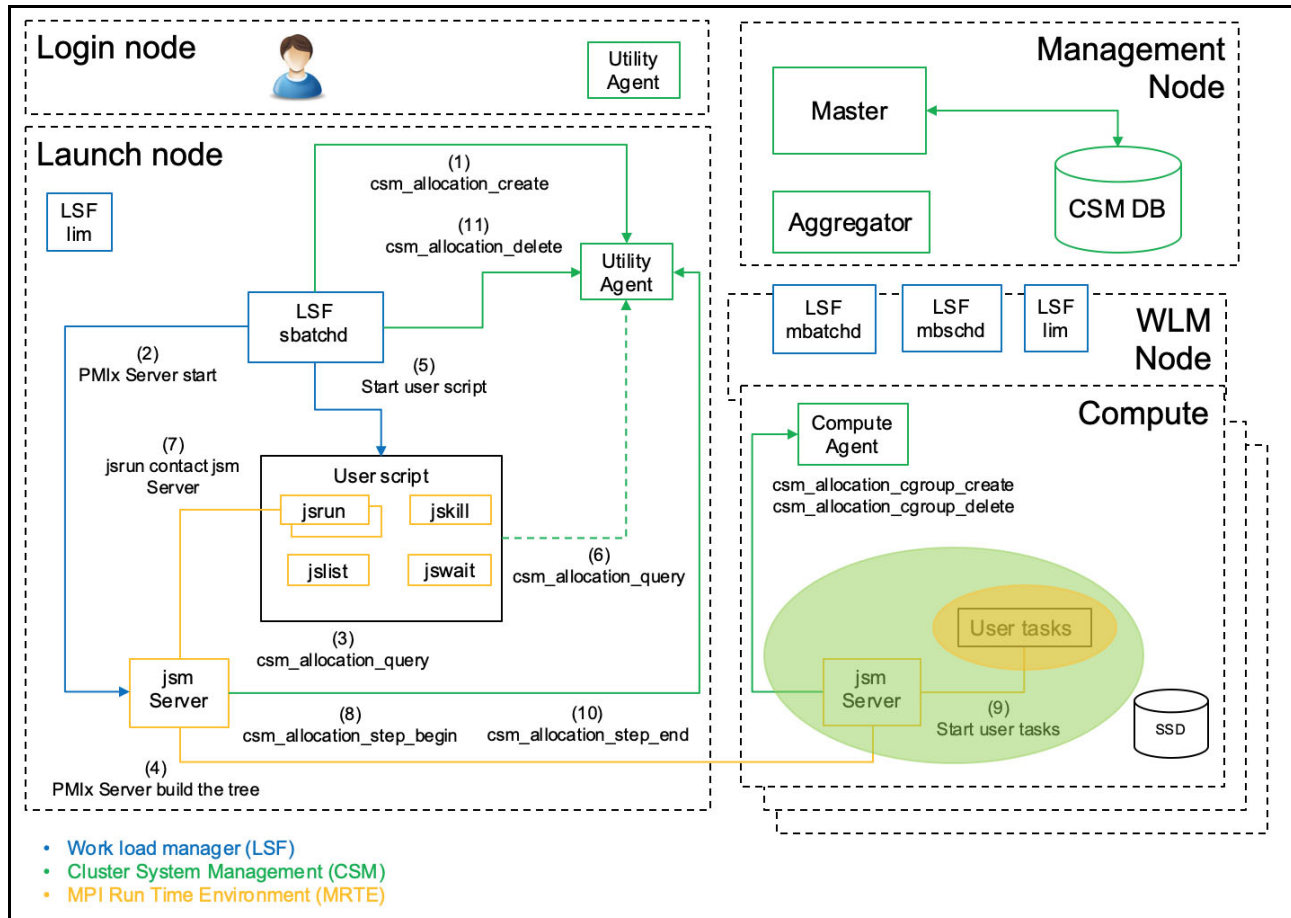 Login node
Utility
Agent
Management
Node
Master
CSM DB
Aggregator
Launch node
LSF
lim
(1)
csm_allocation_create
(11)
csm_allocation_delete
Utility
Agent
LSF
sbatchd
(2)
PMIx Server start
(5)
Start user script
(7)
jsrun contact jsm
Server
User script
jsrun
jskill
jslist
jswait
(6)
csm_allocation_query
(3)
csm_allocation_query
jsm
Server
(8)
csm_allocation_step_begin
(10)
csm_allocation_step_end
(4)
PMIx Server build the tree
LSF
mbatchd
LSF
mbschd
LSF
lim
WLM
Node
Compute
Compute
Agent
csm_allocation_cgroup_create
csm_allocation_cgroup_delete
User tasks
jsm
Server
(9)
Start user tasks
SSD
• Work load manager (LSF)
• Cluster System Management (CSM)
• MPI Run Time Environment (MRTE)